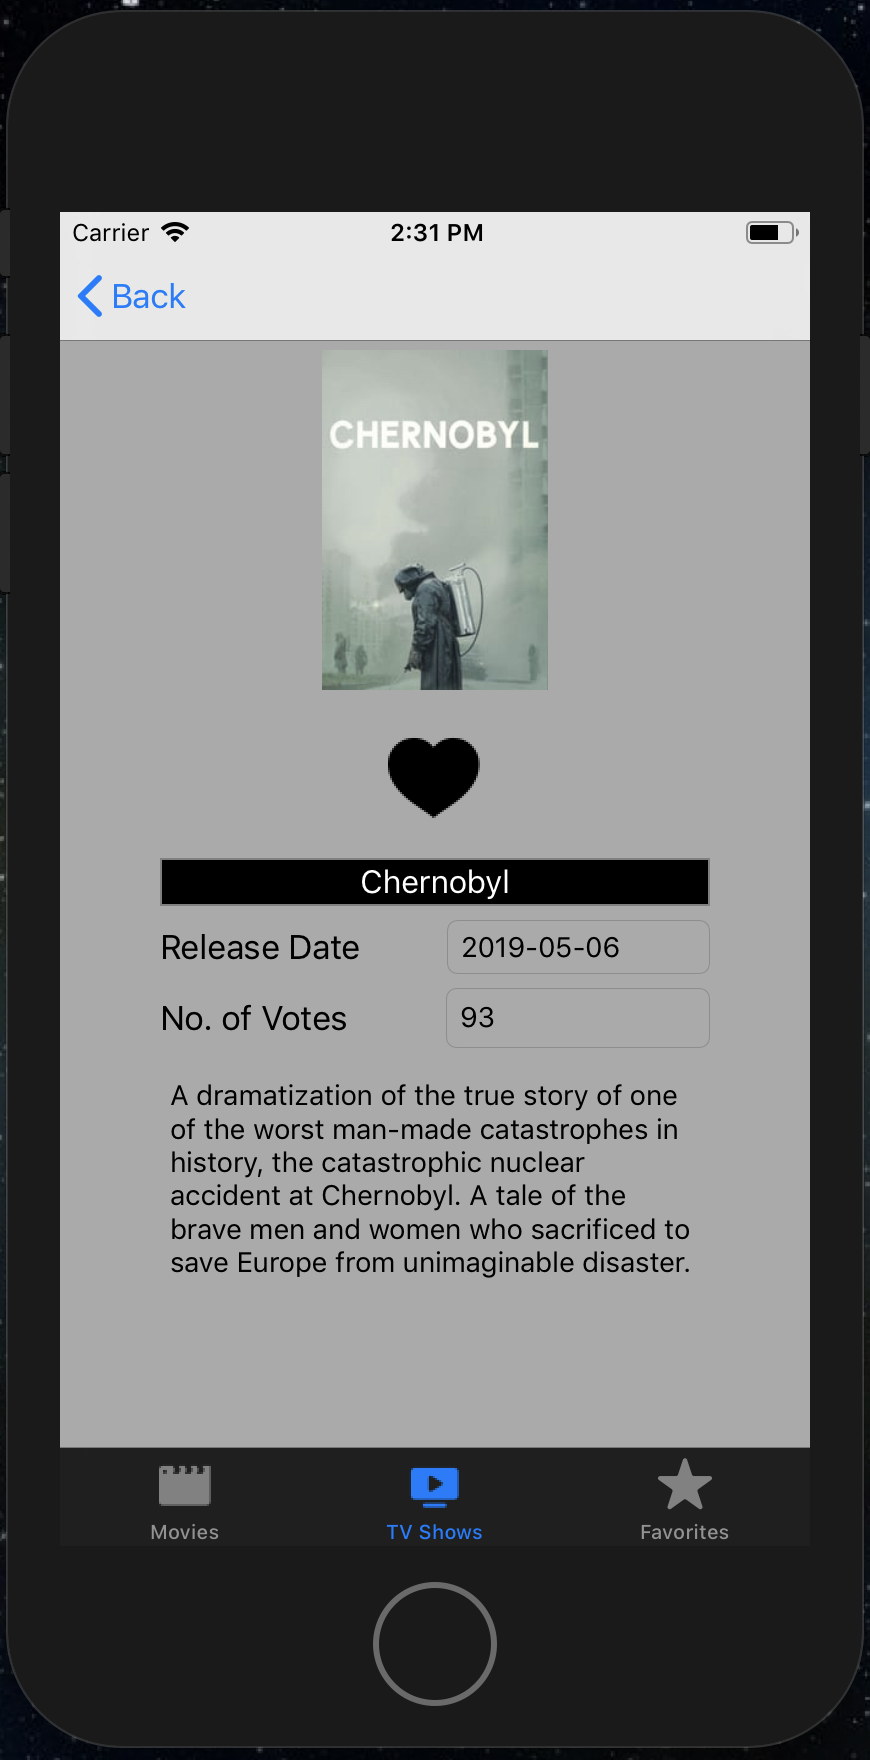 Carrier 2:31 PM
Back
CHERNOBYL
Chernobyl
Release Date 2019-05-06
No. of Votes 93
A dramatization of the true story of one
of the worst man-made catastrophes in
history, the catastrophic nuclear
accident at Chernobyl. A tale of the
brave men and women who sacrificed to
save Europe from unimaginable disaster.
Movies TV Shows Favorites